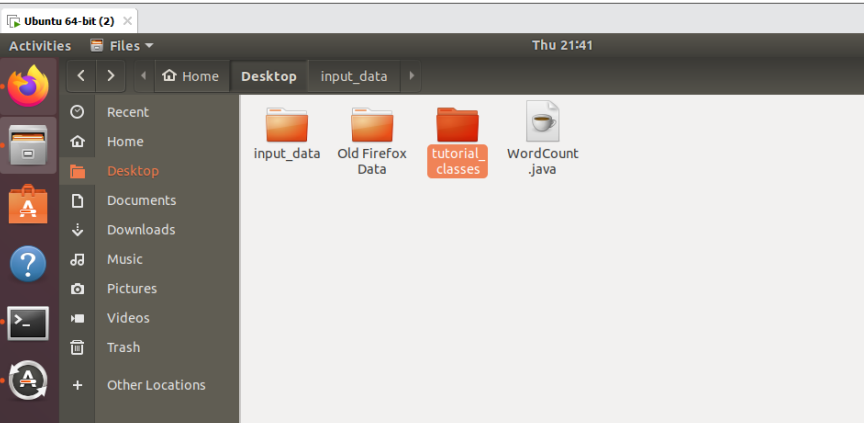 Ubuntu 64-bit (2)
Activities Files Thu 21:41
Home Desktop input_data
Recent
Home
Desktop
Documents
Downloads
Music
Pictures
Videos
Trash
Other Locations
input_data
Old Firefox
Data
tutorial_
classes
WordCount
.java